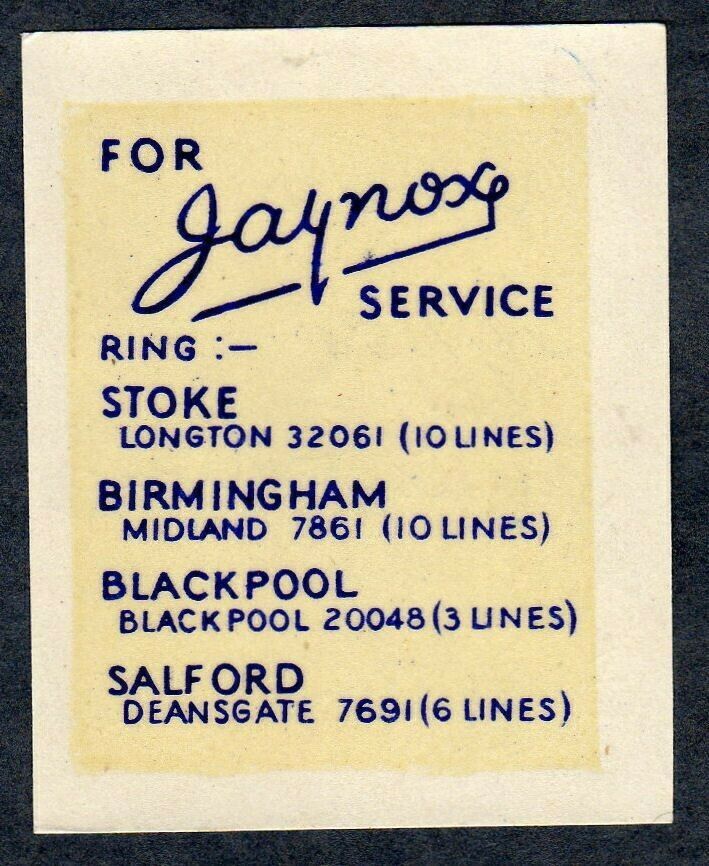 FOR
Jaynox
SERVICE
RING :—
STOKE
LONGTON 32061 (10 LINES)
BIRMINGHAM
MIDLAND 7861 (10 LINES)
BLACKPOOL
BLACKPOOL 20048 (3 LINES)
SALFORD
DEANSGATE 7691 (6 LINES)